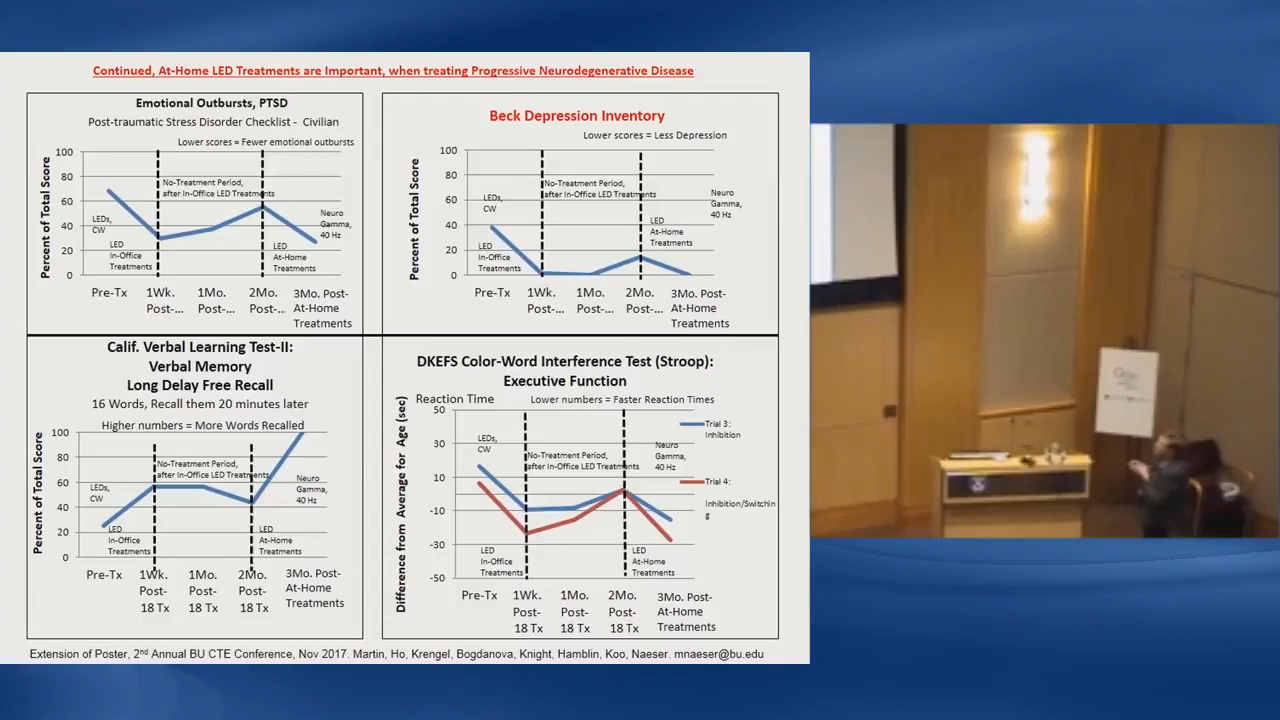 Continued, At-Home LED Treatments are Important, when treating Progressive Neurodegenerative Disease
Emotional Outbursts, PTSD
Post-traumatic Stress Disorder Checklist - Civilian
Lower scores = Fewer emotional outbursts
Percent of Total Score
100
80
60
40
20
0
No-Treatment Period,
after In-Office LED Treatments
LEDs,
CW
LED
In-Office
Treatments
LED
At-Home
Treatments
Neuro
Gamma,
40 Hz
Pre-Tx
1Wk.
Post-...
1Mo.
Post-...
2Mo.
Post-...
3Mo. Post-
At-Home
Treatments
Beck Depression Inventory
Lower scores = Less Depression
Percent of Total Score
100
80
60
40
20
0
No-Treatment Period,
after In-Office LED Treatments
LEDs,
CW
LED
In-Office
Treatments
LED
At-Home
Treatments
Neuro
Gamma,
40 Hz
Pre-Tx
1Wk.
Post-...
1Mo.
Post-...
2Mo.
Post-...
3Mo. Post-
At-Home
Treatments
Calif. Verbal Learning Test-II:
Verbal Memory
Long Delay Free Recall
16 Words, Recall them 20 minutes later
Higher numbers = More Words Recalled
Percent of Total Score
100
80
60
40
20
0
No-Treatment Period,
after In-Office LED Treatments
LEDs,
CW
LED
In-Office
Treatments
LED
At-Home
Treatments
Neuro
Gamma,
40 Hz
Pre-Tx
1Wk.
Post-
18 Tx
1Mo.
Post-
18 Tx
2Mo.
Post-
18 Tx
3Mo. Post-
At-Home
Treatments
DKEFS Color-Word Interference Test (Stroop):
Executive Function
Reaction Time
Lower numbers = Faster Reaction Times
Difference from Average for Age (sec)
50
30
10
-10
-30
-50
LEDs,
CW
No-Treatment Period,
after In-Office LED Treatments
Neuro
Gamma,
40 Hz
Trial 3:
Inhibition
Trial 4:
Inhibition/Switchin
g
LED
In-Office
Treatments
LED
At-Home
Treatments
Pre-Tx
1Wk.
Post-
18 Tx
1Mo.
Post-
18 Tx
2Mo.
Post-
18 Tx
3Mo. Post-
At-Home
Treatments
Extension of Poster, 2nd Annual BU CTE Conference, Nov 2017. Martin, Ho, Krengel, Bogdanova, Knight, Hamblin, Koo, Naeser. mnaeser@bu.edu